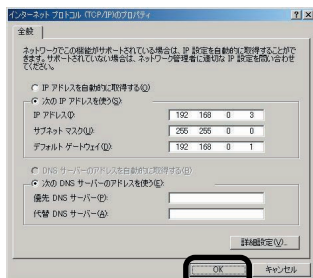 インターネット プロトコル (TCP/IP)のプロパティ
全般
ネットワークでこの機能がサポートされている場合は、IP 設定を自動的に取得することがで
きます。サポートされていない場合は、ネットワーク管理者に適切な IP 設定を問い合わせ
てください。
IP アドレスを自動的に取得する(O)
次の IP アドレスを使う(S):
IP アドレス(I):
192 168 0 3
サブネット マスク(U):
255 255 0 0
デフォルト ゲートウェイ(D):
192 168 0 1
DNS サーバーのアドレスを自動的に取得する(B)
次の DNS サーバーのアドレスを使う(E):
優先 DNS サーバー(P):
代替 DNS サーバー(A):
詳細設定(V)...
OK
キャンセル